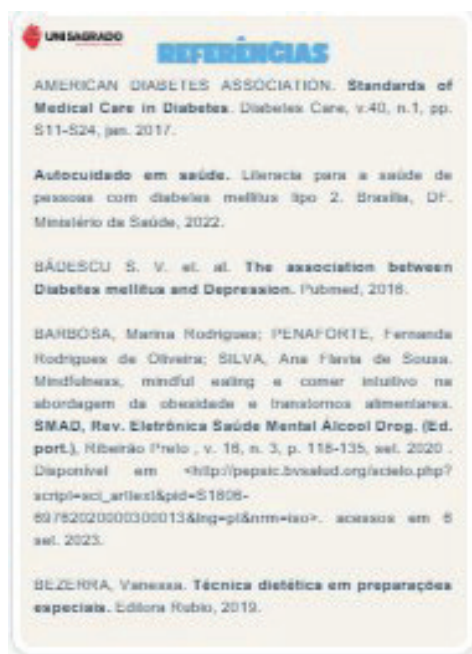 UNISAGRADO
REFERÊNCIAS
AMERICAN DIABETES ASSOCIATION. Standards of
Medical Care in Diabetes. Diabetes Care, v.40, n.1, pp.
S11-S24, jan. 2017.
Autocuidado em saúde. Literacia para a saúde de
pessoas com diabetes mellitus tipo 2. Brasília, DF.
Ministério da Saúde, 2022.
BĂDESCU S. V. et. al. The association between
Diabetes mellitus and Depression. Pubmed, 2016.
BARBOSA, Marina Rodrigues; PENAFORTE, Fernanda
Rodrigues de Oliveira; SILVA, Ana Flavia de Sousa.
Mindfulness, mindful eating e comer intuitivo na
abordagem da obesidade e transtornos alimentares.
SMAD, Rev. Eletrônica Saúde Mental Álcool Drog. (Ed.
port.), Ribeirão Preto , v. 16, n. 3, p. 118-135, set. 2020 .
Disponível em <http://pepsic.bvsalud.org/scielo.php?
script=sci_arttext&pid=S1806-
69762020000300013&lng=pt&nrm=iso>. acessos em 6
set. 2023.
BEZERRA, Vanessa. Técnica dietética em preparações
especiais. Editora Rubio, 2019.